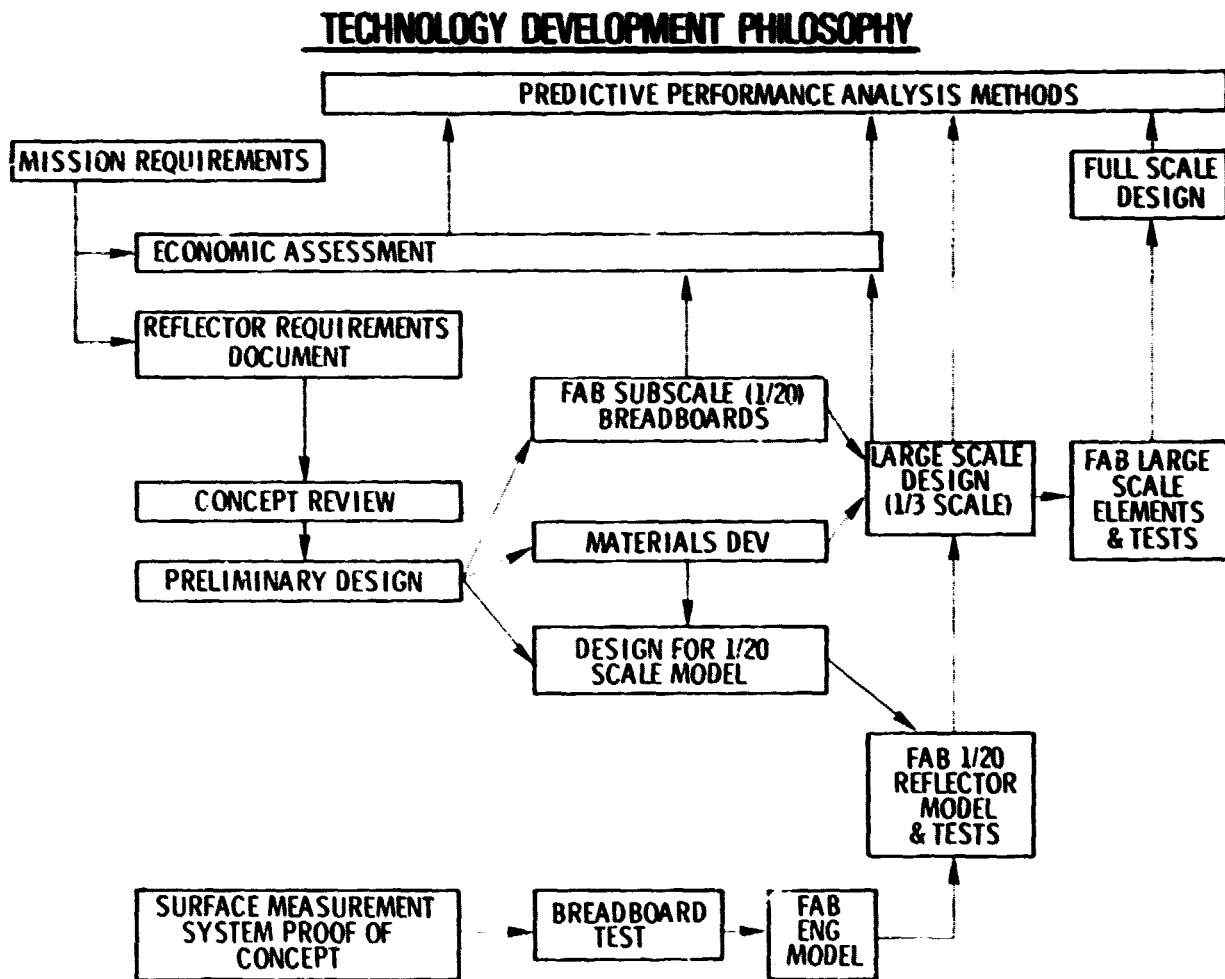 TECHNOLOGY DEVELOPMENT PHILOSOPHY
PREDICTIVE PERFORMANCE ANALYSIS METHODS
MISSION REQUIREMENTS
FULL SCALE
DESIGN
ECONOMIC ASSESSMENT
REFLECTOR REQUIREMENTS
DOCUMENT
FAB SUBSCALE (1/20)
BREADBOARDS
LARGE SCALE
DESIGN
(1/3 SCALE)
FAB LARGE
SCALE
ELEMENTS
& TESTS
CONCEPT REVIEW
MATERIALS DEV
PRELIMINARY DESIGN
DESIGN FOR 1/20
SCALE MODEL
FAB 1/20
REFLECTOR
MODEL
& TESTS
SURFACE MEASUREMENT
SYSTEM PROOF OF
CONCEPT
BREADBOARD
TEST
FAB
ENG
MODEL